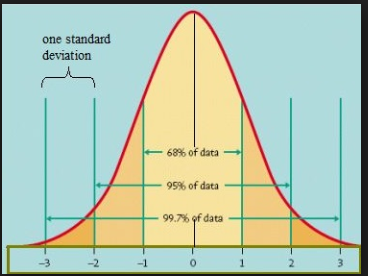 one standard
deviation
68% of data
95% of data
99.7% of data
−3 −2 −1 0 1 2 3